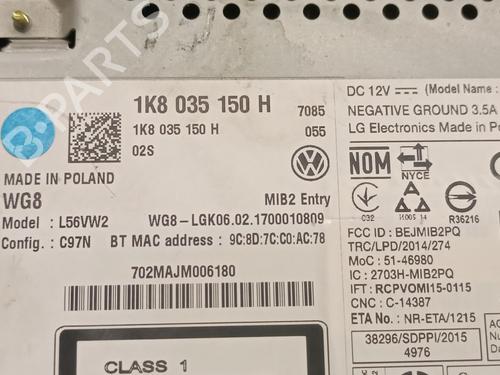 1K8 035 150 H 7085
1K8 035 150 H 055
02S
MADE IN POLAND
WG8 MIB2 Entry
Model : L56VW2 WG8-LGK06.02.1700010809
Config. : C97N BT MAC address : 9C:8D:7C:C0:AC:78
702MAJM006180
CLASS 1
DC 12V (Model Name :
NEGATIVE GROUND 3.5A
LG Electronics Made in Po
NOM NYCE
C32 R36216
FCC ID : BEJMIB2PQ
TRC/LPD/2014/274
MoC : 51-46980
IC : 2703H-MIB2PQ
IFT : RCPVOMI15-0115
CNC : C-14387
ETA No. : NR-ETA/1215
38296/SDPPI/2015
4976